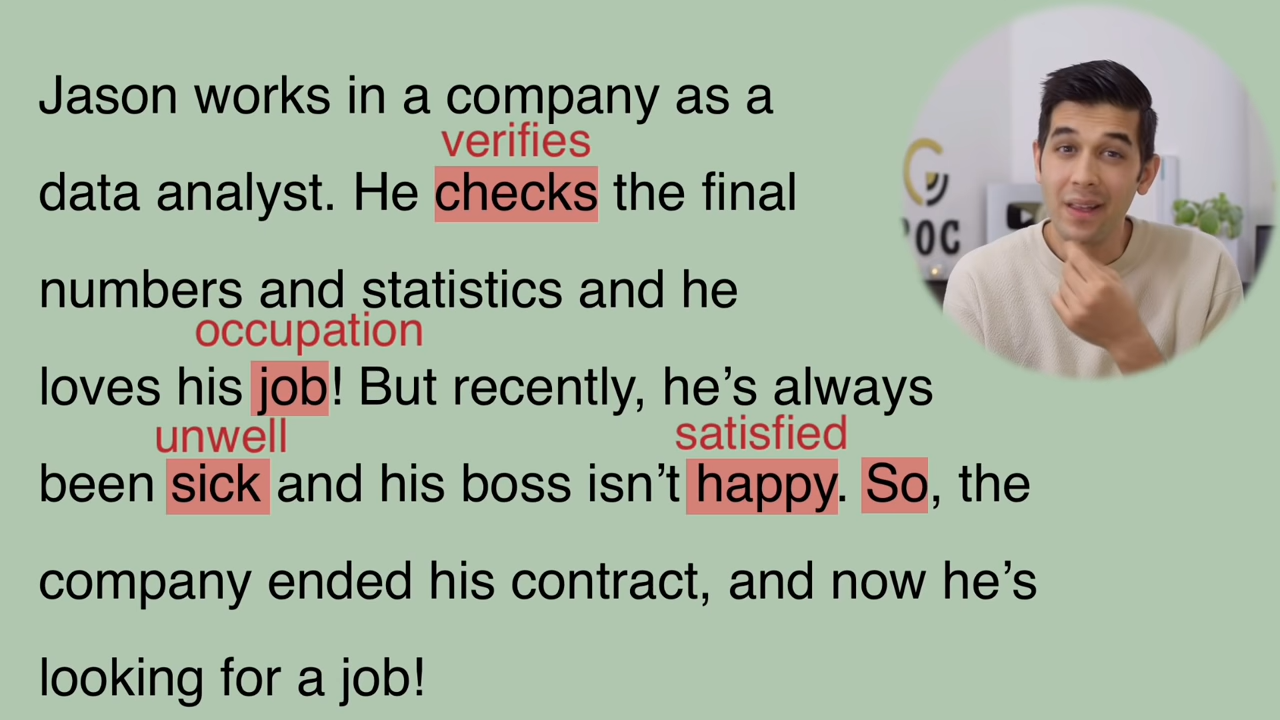 Jason works in a company as a
verifies
data analyst. He checks the final
numbers and statistics and he
occupation
loves his job! But recently, he's always
unwell satisfied
been sick and his boss isn't happy. So, the
company ended his contract, and now he's
looking for a job!